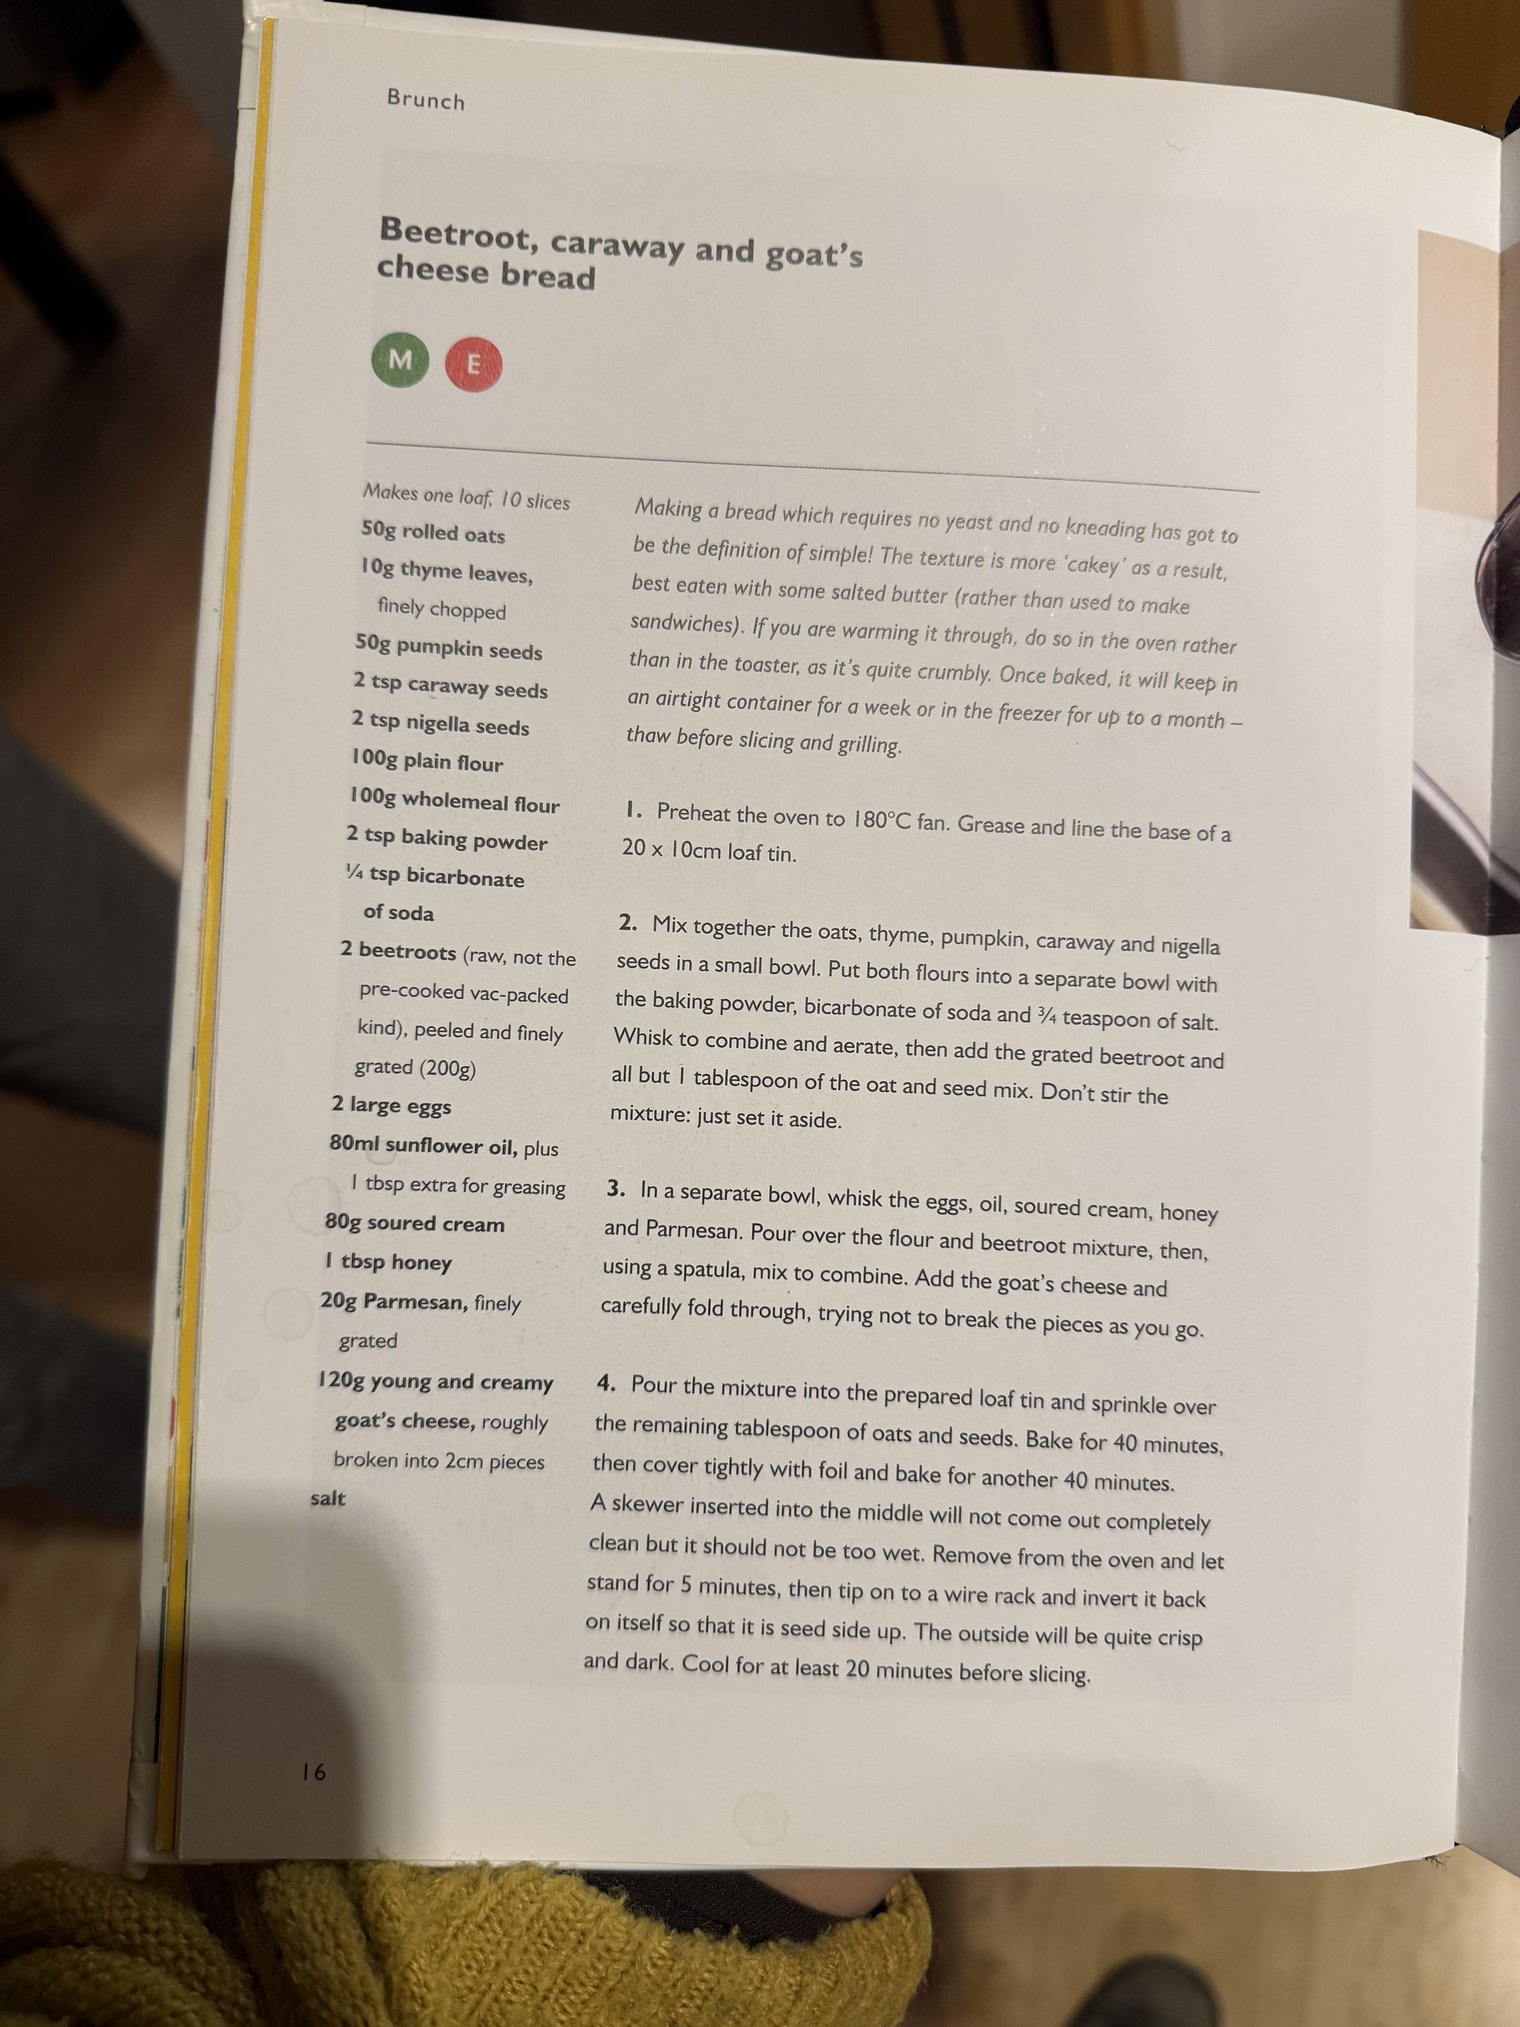 Brunch
Beetroot, caraway and goat's
cheese bread
M E
Makes one loaf, 10 slices
50g rolled oats
10g thyme leaves,
finely chopped
50g pumpkin seeds
2 tsp caraway seeds
2 tsp nigella seeds
100g plain flour
100g wholemeal flour
2 tsp baking powder
¼ tsp bicarbonate
of soda
2 beetroots (raw, not the
pre-cooked vac-packed
kind), peeled and finely
grated (200g)
2 large eggs
80ml sunflower oil, plus
1 tbsp extra for greasing
80g soured cream
1 tbsp honey
20g Parmesan, finely
grated
120g young and creamy
goat's cheese, roughly
broken into 2cm pieces
salt
Making a bread which requires no yeast and no kneading has got to
be the definition of simple! The texture is more 'cakey' as a result,
best eaten with some salted butter (rather than used to make
sandwiches). If you are warming it through, do so in the oven rather
than in the toaster, as it's quite crumbly. Once baked, it will keep in
an airtight container for a week or in the freezer for up to a month –
thaw before slicing and grilling.
1. Preheat the oven to 180°C fan. Grease and line the base of a
20 x 10cm loaf tin.
2. Mix together the oats, thyme, pumpkin, caraway and nigella
seeds in a small bowl. Put both flours into a separate bowl with
the baking powder, bicarbonate of soda and ¾ teaspoon of salt.
Whisk to combine and aerate, then add the grated beetroot and
all but 1 tablespoon of the oat and seed mix. Don't stir the
mixture: just set it aside.
3. In a separate bowl, whisk the eggs, oil, soured cream, honey
and Parmesan. Pour over the flour and beetroot mixture, then,
using a spatula, mix to combine. Add the goat's cheese and
carefully fold through, trying not to break the pieces as you go.
4. Pour the mixture into the prepared loaf tin and sprinkle over
the remaining tablespoon of oats and seeds. Bake for 40 minutes,
then cover tightly with foil and bake for another 40 minutes.
A skewer inserted into the middle will not come out completely
clean but it should not be too wet. Remove from the oven and let
stand for 5 minutes, then tip on to a wire rack and invert it back
on itself so that it is seed side up. The outside will be quite crisp
and dark. Cool for at least 20 minutes before slicing.
16